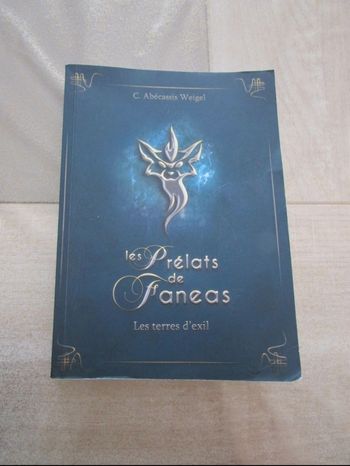 C. Abécassis Weigel
les Prélats
de
Faneas
Les terres d'exil